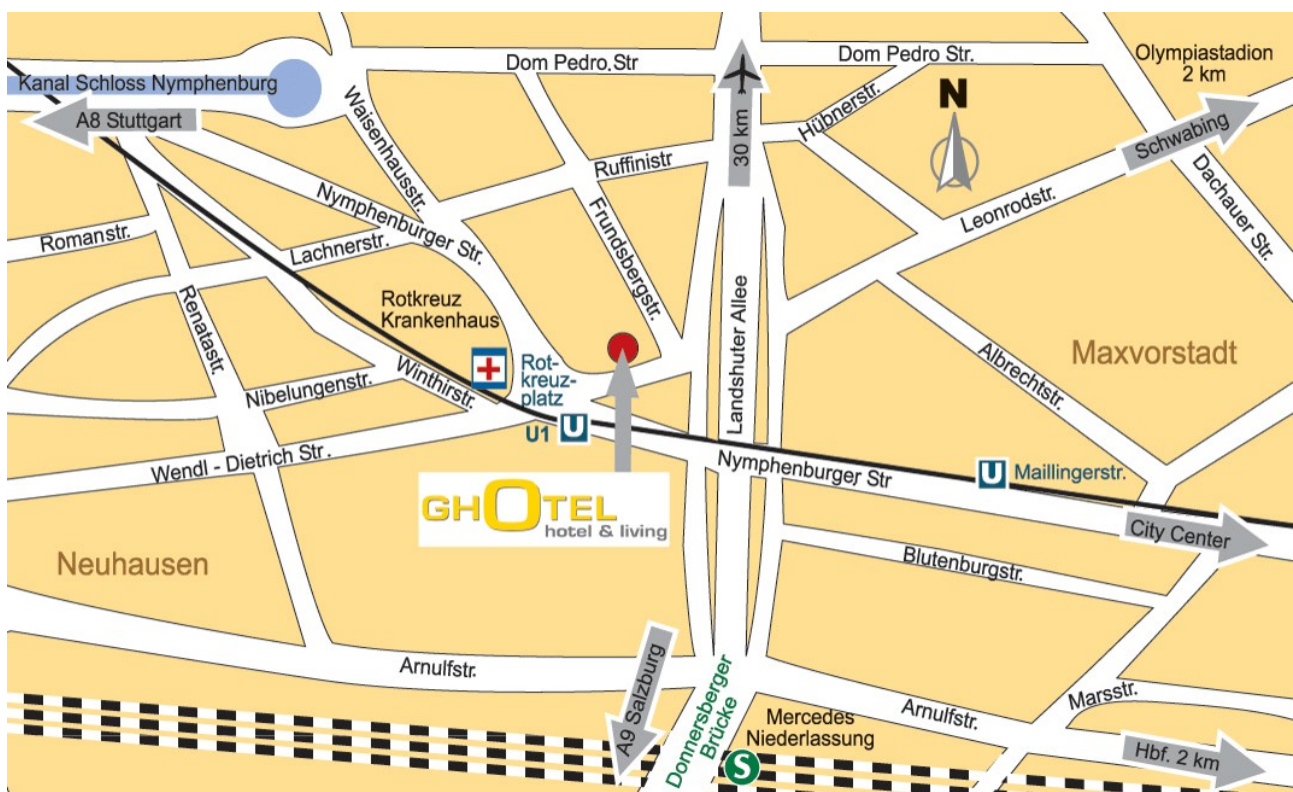 Dom Pedro.Str
Dom Pedro Str.
Olympiastadion
2 km
Kanal Schloss Nymphenburg
A8 Stuttgart
Waisenhausstr.
30 km
Hübnerstr.
N
Schwabing
Ruffinistr
Nymphenburger Str.
Frundsbergstr.
Leonrodstr.
Dachauer Str.
Romanstr.
Lachnerstr.
Renatastr.
Rotkreuz
Krankenhaus
Landshuter Allee
Albrechtstr.
Maxvorstadt
Rot-
kreuz-
platz
Winthirstr.
Nibelungenstr.
U1
U
Wendl - Dietrich Str.
Nymphenburger Str
U
Maillingerstr.
GHOTEL
hotel & living
City Center
Neuhausen
Blutenburgstr.
Arnulfstr.
A9 Salzburg
Donnersberger
Brücke
Marsstr.
Arnulfstr.
Mercedes
Niederlassung
S
Hbf. 2 km